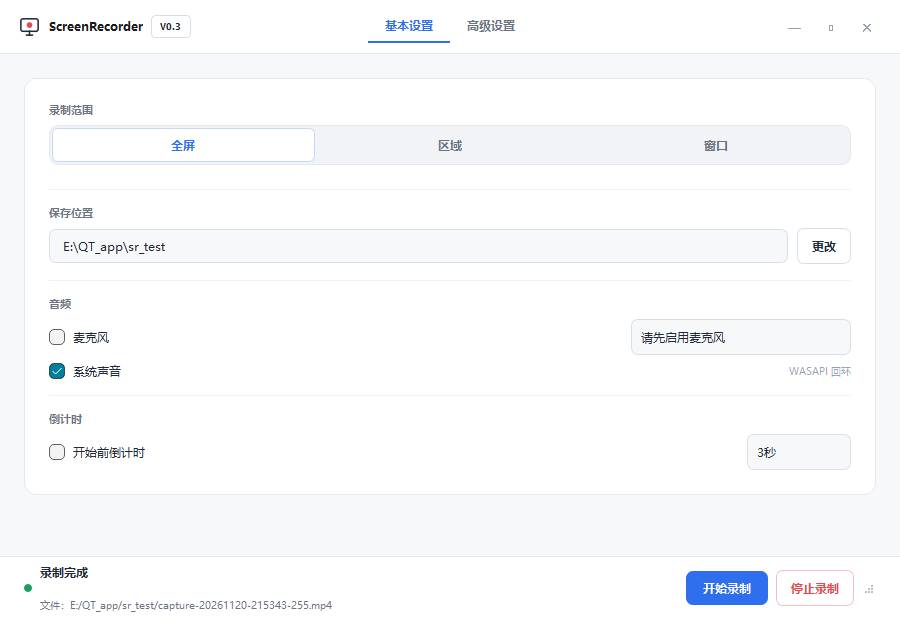 ScreenRecorder V0.3 基本设置 高级设置
录制范围
全屏 区域 窗口
保存位置
E:\QT_app\sr_test 更改
音频
麦克风 请先启用麦克风
系统声音 WASAPI 回环
倒计时
开始前倒计时 3秒
录制完成
开始录制 停止录制
文件: E:/QT_app/sr_test/capture-20261120-215343-255.mp4